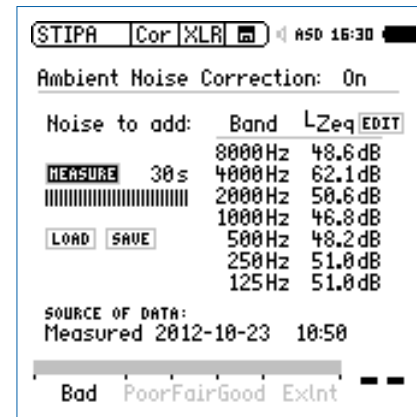 STIPA Cor XLR ASD 16:30
Ambient Noise Correction: On
Noise to add: Band LZeq EDIT
8000Hz 48.6dB
MEASURE 30s 4000Hz 62.1dB
2000Hz 50.6dB
1000Hz 46.8dB
LOAD SAVE 500Hz 48.2dB
250Hz 51.0dB
125Hz 51.0dB
SOURCE OF DATA:
Measured 2012-10-23 10:50
Bad Poor Fair Good Exlnt --